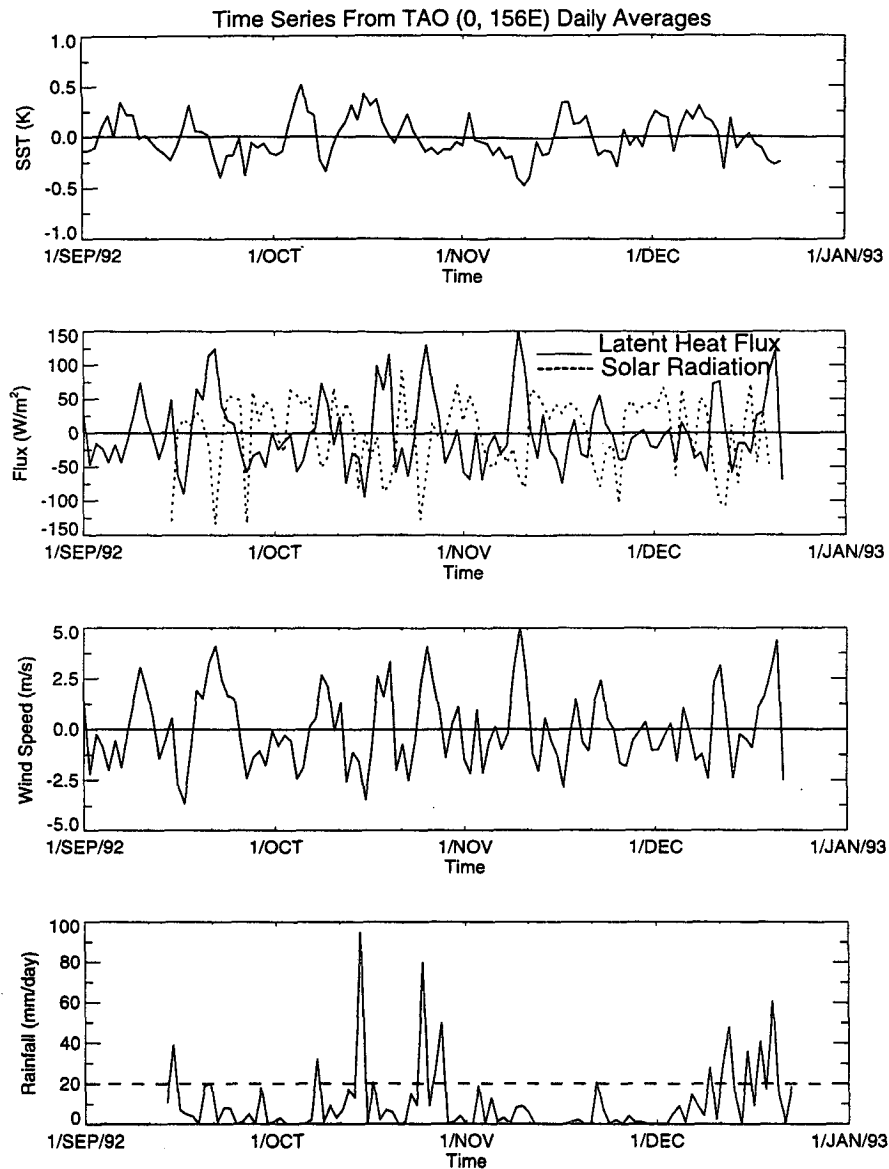 Time Series From TAO (0, 156E) Daily Averages
1.0
0.5
0.0
-0.5
-1.0
SST (K)
1/SEP/92 1/OCT 1/NOV 1/DEC 1/JAN/93
Time
150
100
50
0
-50
-100
-150
Flux (W/m²)
Latent Heat Flux
Solar Radiation
1/SEP/92 1/OCT 1/NOV 1/DEC 1/JAN/93
Time
5.0
2.5
0.0
-2.5
-5.0
Wind Speed (m/s)
1/SEP/92 1/OCT 1/NOV 1/DEC 1/JAN/93
Time
100
80
60
40
20
0
Rainfall (mm/day)
1/SEP/92 1/OCT 1/NOV 1/DEC 1/JAN/93
Time